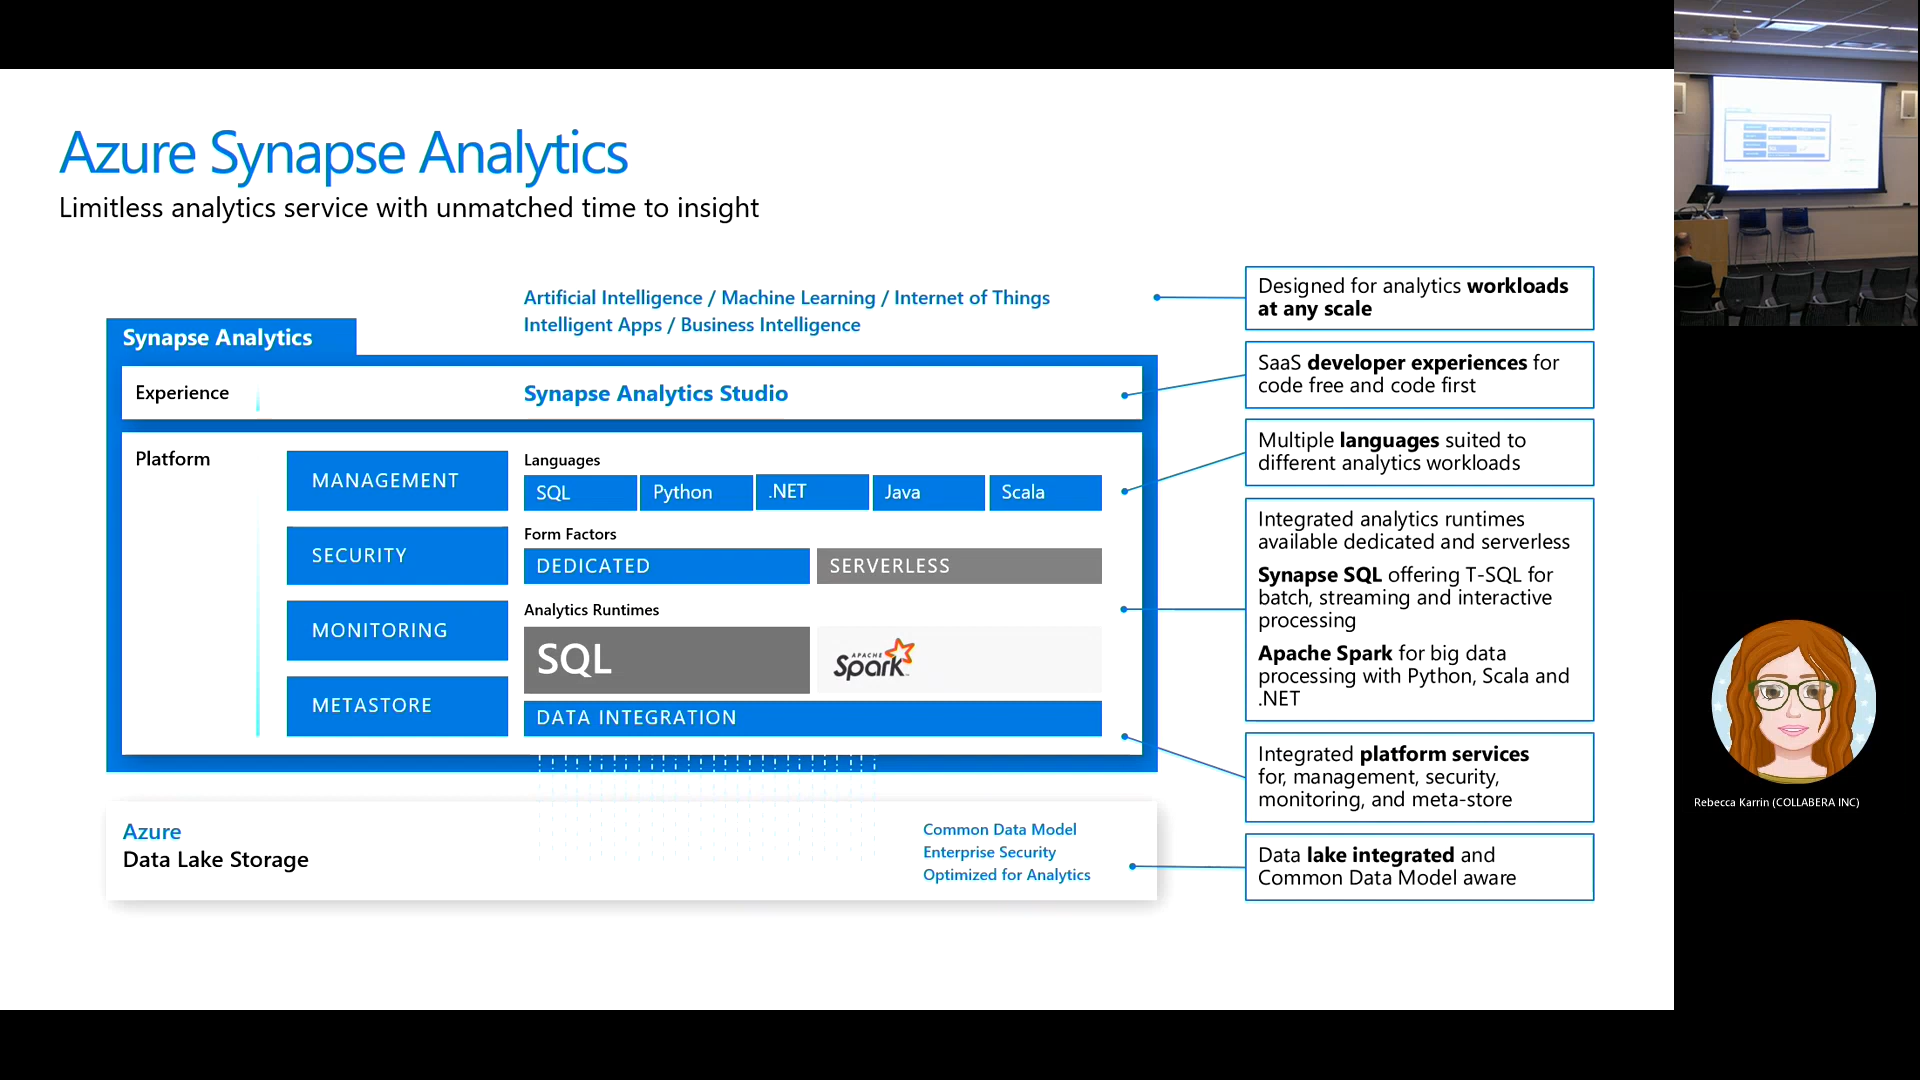 Azure Synapse Analytics
Limitless analytics service with unmatched time to insight
Artificial Intelligence / Machine Learning / Internet of Things
Intelligent Apps / Business Intelligence
Synapse Analytics
Experience
Synapse Analytics Studio
Platform
MANAGEMENT
SECURITY
MONITORING
METASTORE
Languages
SQL
Python
.NET
Java
Scala
Form Factors
DEDICATED
SERVERLESS
Analytics Runtimes
SQL
APACHE
Spark
DATA INTEGRATION
Azure
Data Lake Storage
Common Data Model
Enterprise Security
Optimized for Analytics
Designed for analytics workloads
at any scale
SaaS developer experiences for
code free and code first
Multiple languages suited to
different analytics workloads
Integrated analytics runtimes
available dedicated and serverless
Synapse SQL offering T-SQL for
batch, streaming and interactive
processing
Apache Spark for big data
processing with Python, Scala and
.NET
Integrated platform services
for, management, security,
monitoring, and meta-store
Data lake integrated and
Common Data Model aware
Rebecca Karrin (COLLABERA INC)